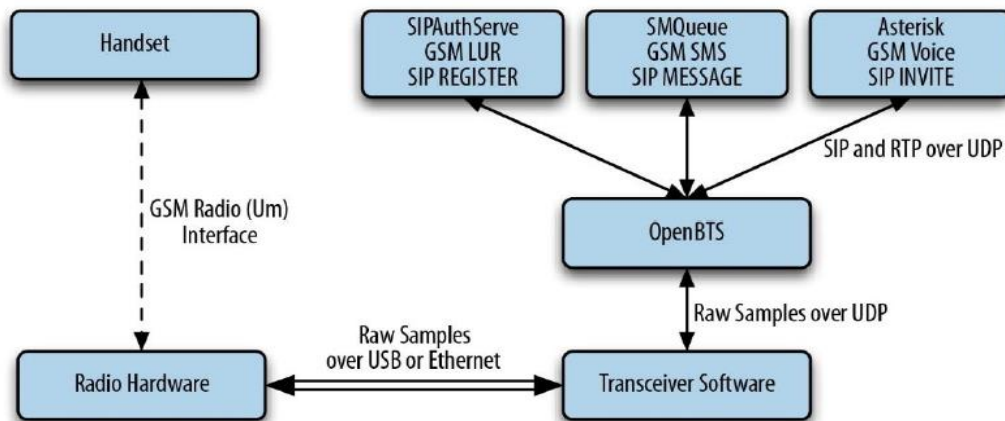 Handset
SIPAuthServe
GSM LUR
SIP REGISTER
SMQueue
GSM SMS
SIP MESSAGE
Asterisk
GSM Voice
SIP INVITE
SIP and RTP over UDP
GSM Radio (Um)
Interface
OpenBTS
Raw Samples over UDP
Raw Samples
over USB or Ethernet
Radio Hardware
Transceiver Software